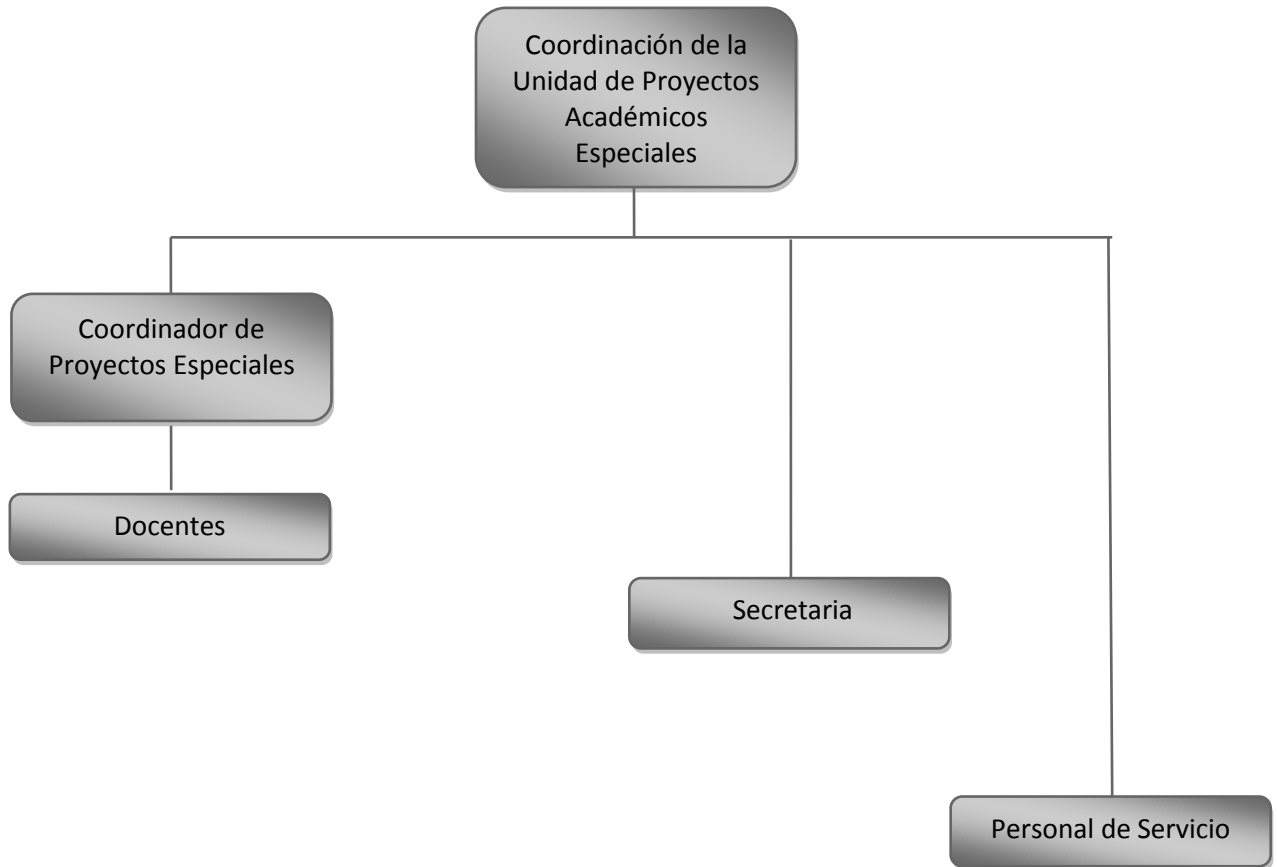 Coordinación de la
Unidad de Proyectos
Académicos
Especiales
Coordinador de
Proyectos Especiales
Docentes
Secretaria
Personal de Servicio